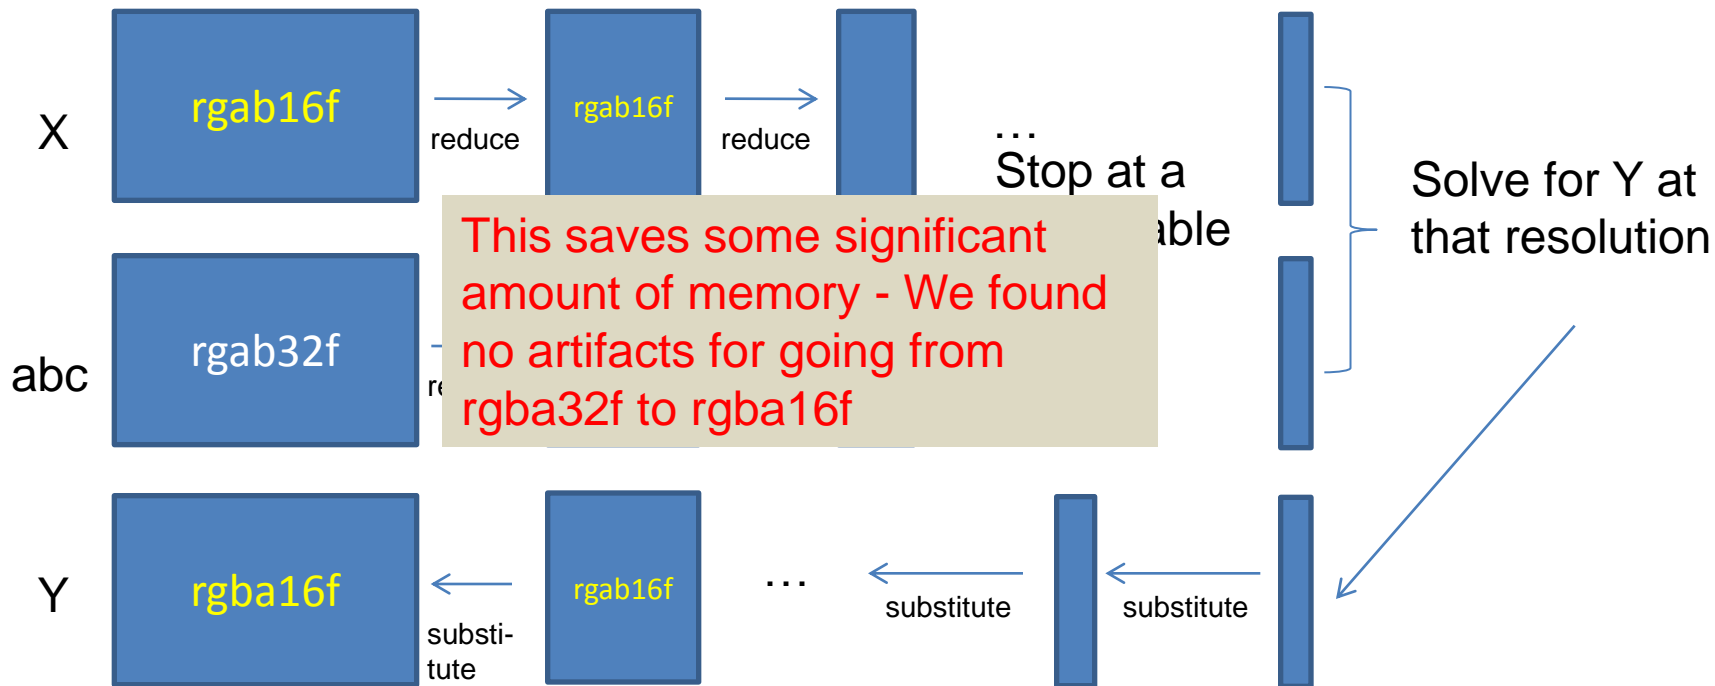 X
rgab16f
reduce
rgab16f
reduce
...
Stop at a
able
Solve for Y at
that resolution
abc
rgab32f
This saves some significant
amount of memory - We found
no artifacts for going from
rgba32f to rgba16f
Y
rgba16f
substi-
tute
rgab16f
...
substitute
substitute